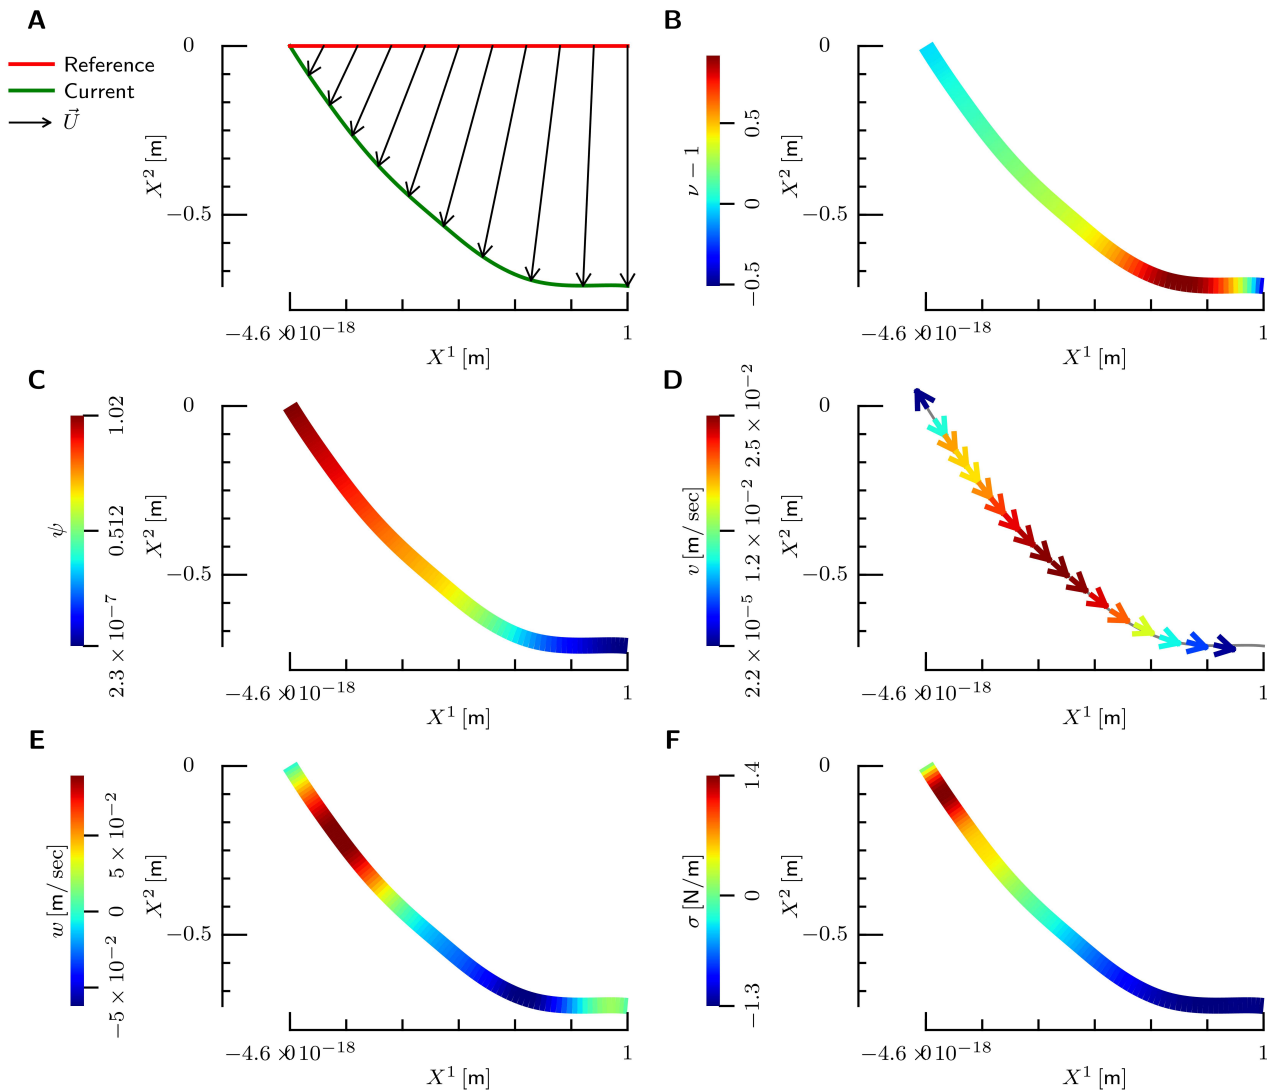 A
Reference
Current
U⃗
0
−0.5
X² [m]
−4.6 × 10⁻¹⁸
0
1
X¹ [m]
B
0.5
0
−0.5
ν − 1
0
−0.5
X² [m]
−4.6 × 10⁻¹⁸
0
1
X¹ [m]
C
1.02
0.512
2.3 × 10⁻⁷
ψ
0
−0.5
X² [m]
−4.6 × 10⁻¹⁸
0
1
X¹ [m]
D
2.5 × 10⁻²
1.2 × 10⁻²
2.2 × 10⁻⁵
v [m/sec]
0
−0.5
X² [m]
−4.6 × 10⁻¹⁸
0
1
X¹ [m]
E
5 × 10⁻²
0
−5 × 10⁻²
w [m/sec]
0
−0.5
X² [m]
−4.6 × 10⁻¹⁸
0
1
X¹ [m]
F
1.4
0
−1.3
σ [N/m]
0
−0.5
X² [m]
−4.6 × 10⁻¹⁸
0
1
X¹ [m]